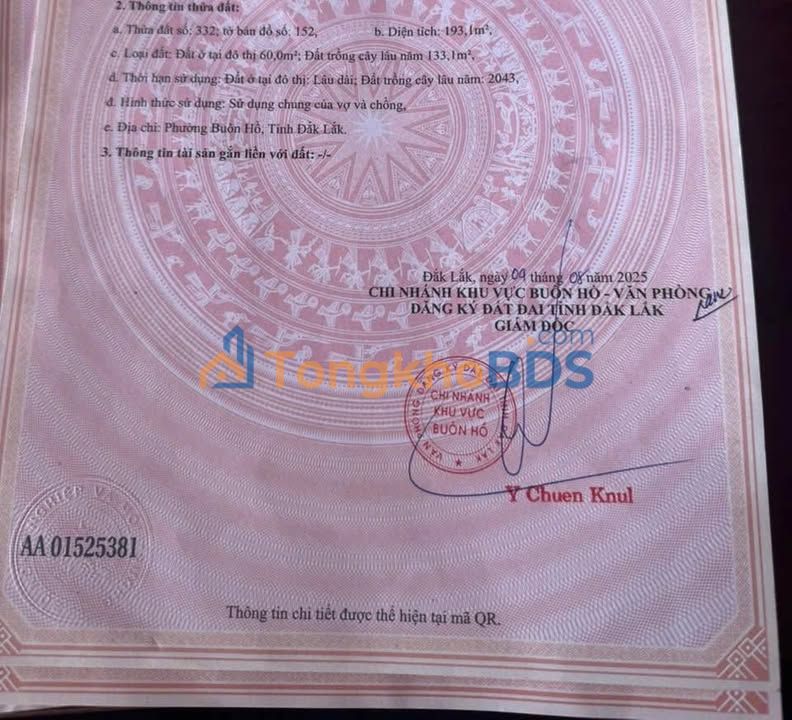 2. Thông tin thửa đất:
a. Thửa đất số: 332; tờ bản đồ số: 152, b. Diện tích: 193,1m²,
c. Loại đất: Đất ở tại đô thị 60,0m²; Đất trồng cây lâu năm 133,1m²,
d. Thời hạn sử dụng: Đất ở tại đô thị: Lâu dài; Đất trồng cây lâu năm: 2043,
đ. Hình thức sử dụng: Sử dụng chung của vợ và chồng,
e. Địa chỉ: Phường Buôn Hồ, Tỉnh Đắk Lắk.
3. Thông tin tài sản gắn liền với đất: -/-
Đắk Lắk, ngày 09 tháng 08 năm 2025
CHI NHÁNH KHU VỰC BUÔN HỒ - VĂN PHÒNG
ĐĂNG KÝ ĐẤT ĐAI TỈNH ĐẮK LẮK
GIÁM ĐỐC
TongkhoBDS.com
CHI NHÁNH
KHU VỰC
BUÔN HỒ
Y Chuen Knul
AA 01525381
Thông tin chi tiết được thể hiện tại mã QR.